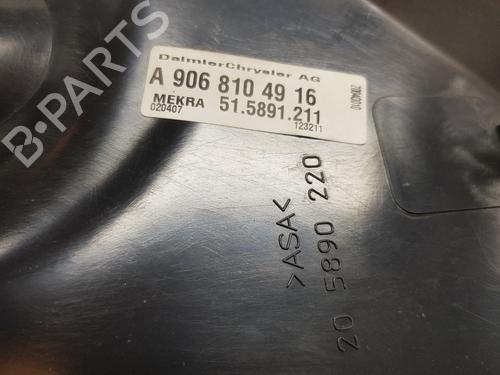 DaimlerChrysler AG
A 906 810 49 16
MEKRA 51.5891.211
020407 123211
>ASA<
20 5890 220
B-PARTS